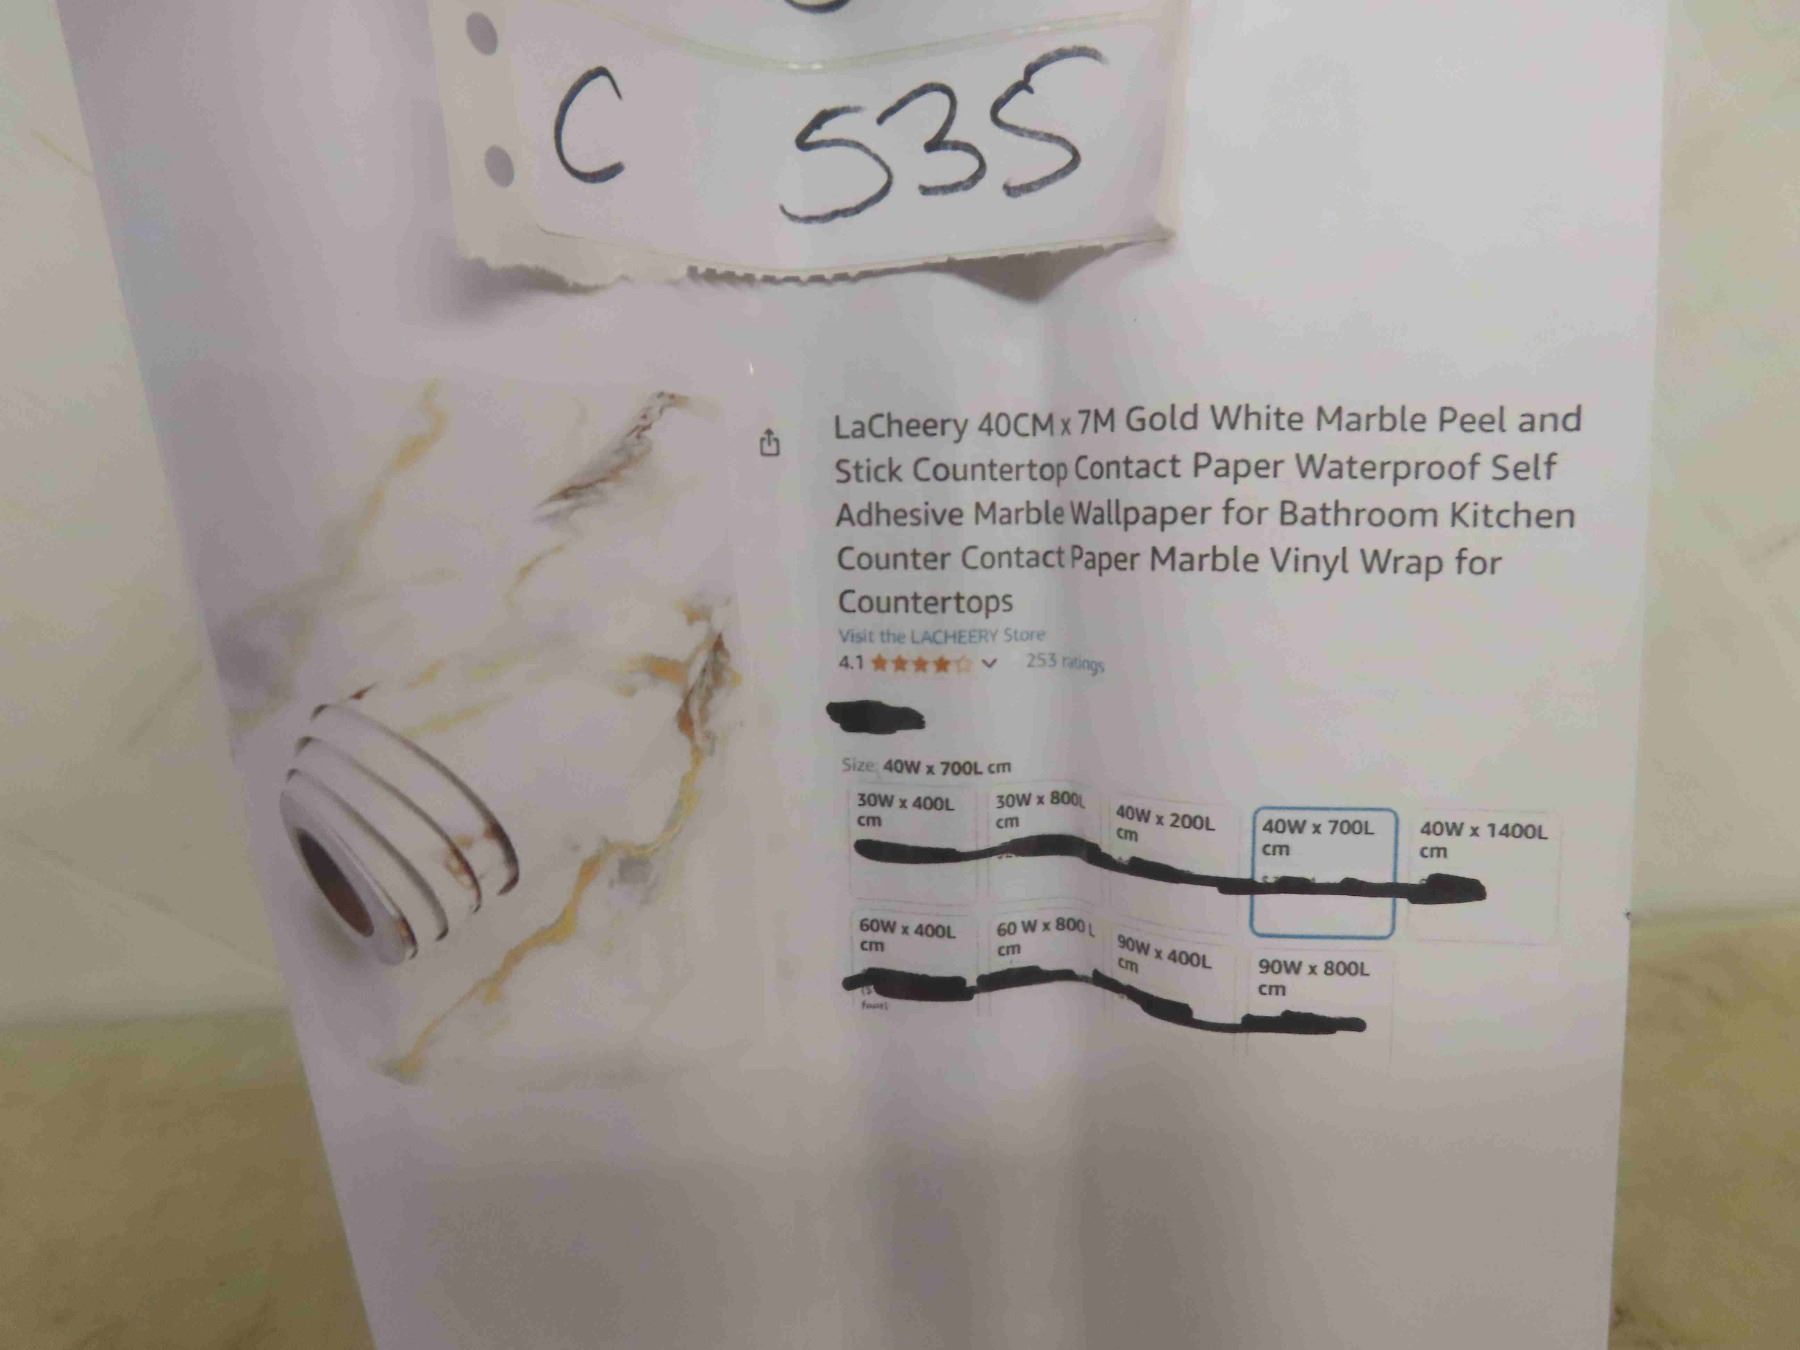 C 535
LaCheery 40CM x 7M Gold White Marble Peel and
Stick Countertop Contact Paper Waterproof Self
Adhesive Marble Wallpaper for Bathroom Kitchen
Counter Contact Paper Marble Vinyl Wrap for
Countertops
Visit the LACHEERY Store
4.1 253 ratings
Size: 40W x 700L cm
30W x 400L cm
30W x 800L cm
40W x 200L cm
40W x 700L cm
40W x 1400L cm
60W x 400L cm
60 W x 800L cm
90W x 400L cm
90W x 800L cm